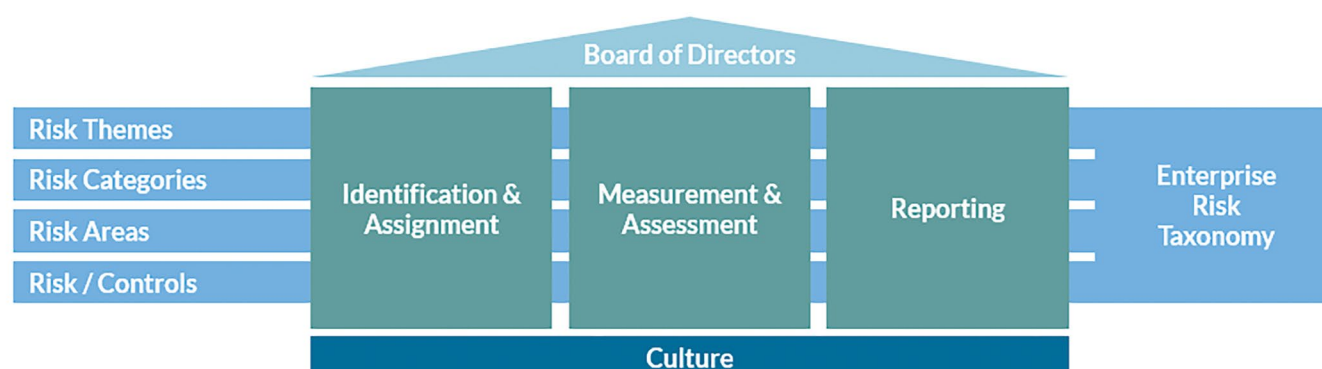 Board of Directors
Risk Themes
Risk Categories
Risk Areas
Risk / Controls
Identification &
Assignment
Measurement &
Assessment
Reporting
Enterprise
Risk
Taxonomy
Culture